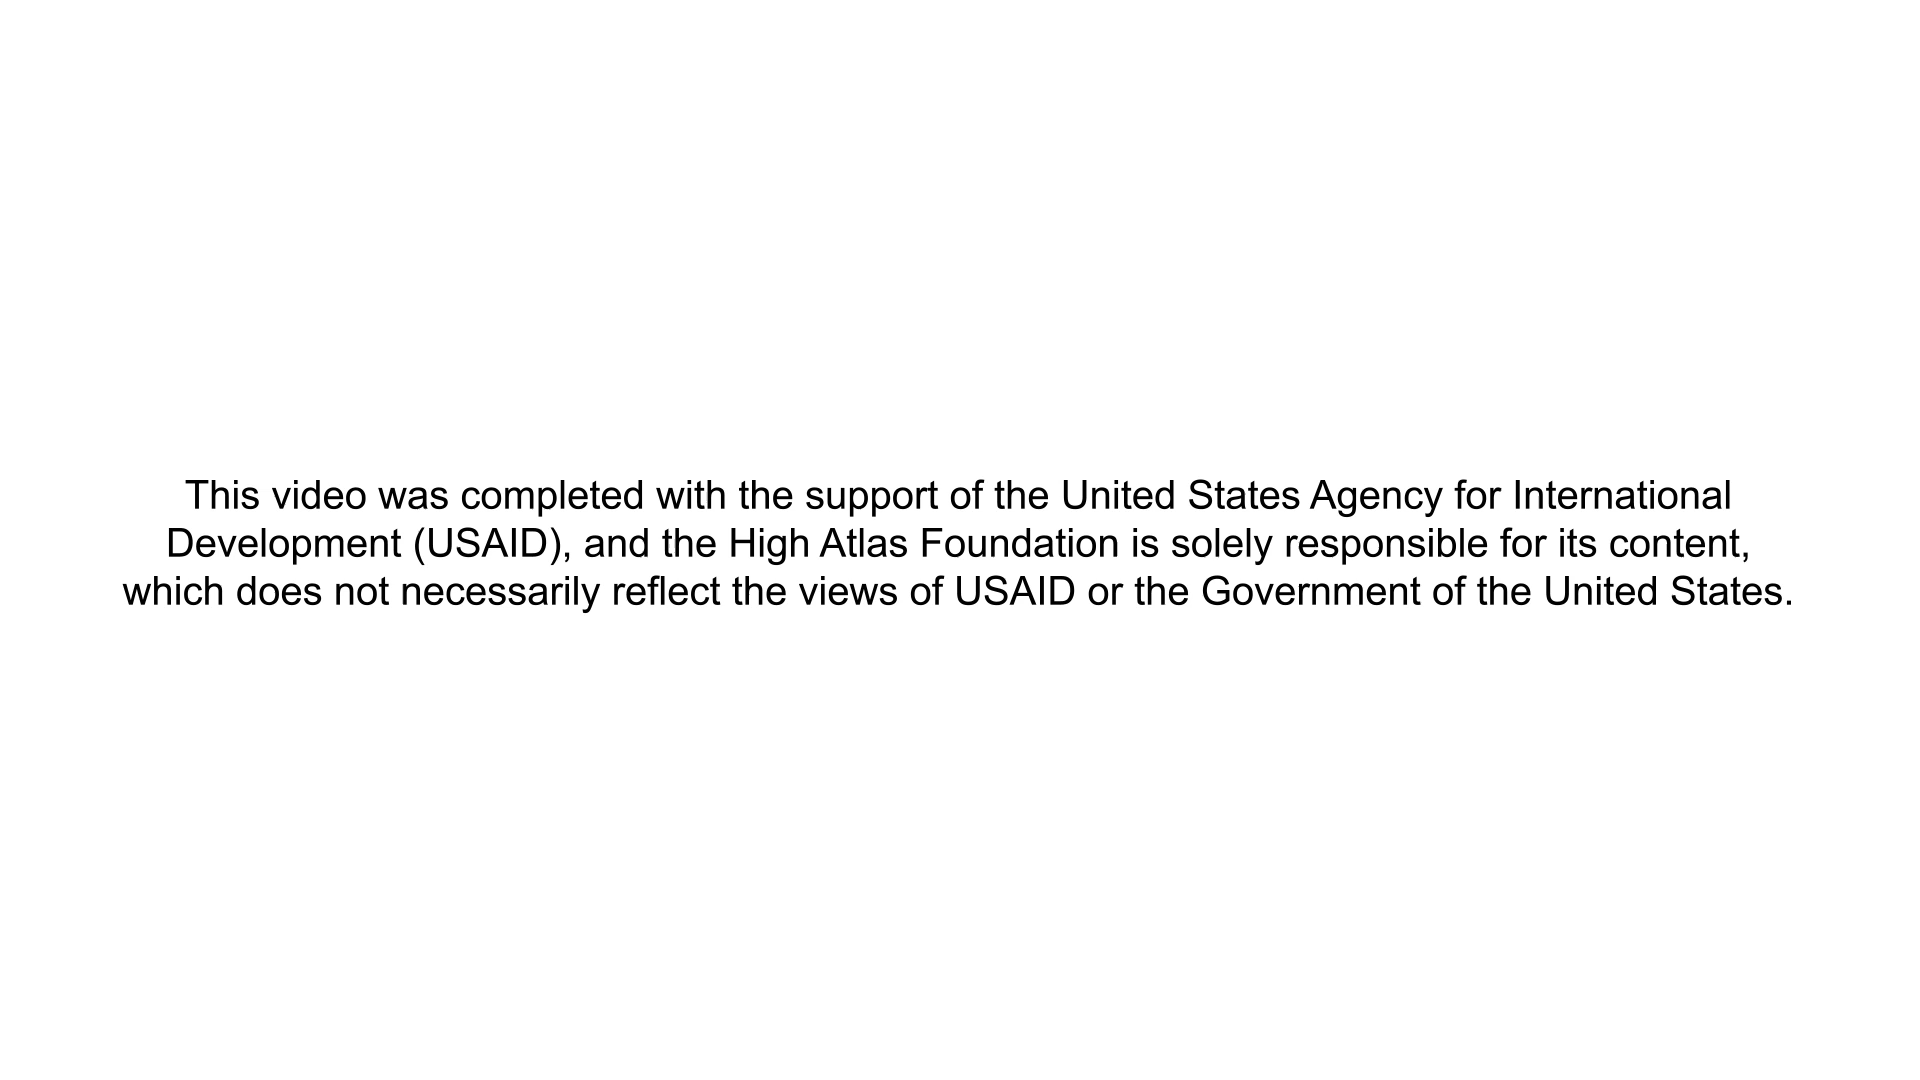 This video was completed with the support of the United States Agency for International
Development (USAID), and the High Atlas Foundation is solely responsible for its content,
which does not necessarily reflect the views of USAID or the Government of the United States.